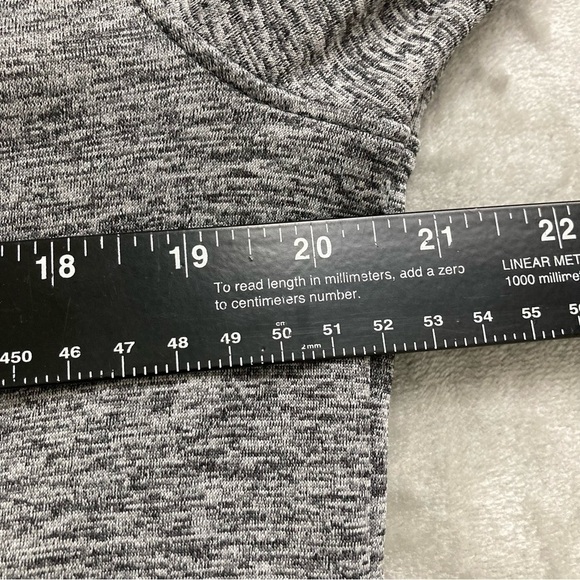 18 19 20 21 22
To read length in millimeters, add a zero
to centimeters number.
LINEAR MET
1000 millime
cm
450 46 47 48 49 50 51 52 53 54 55 56
2mm